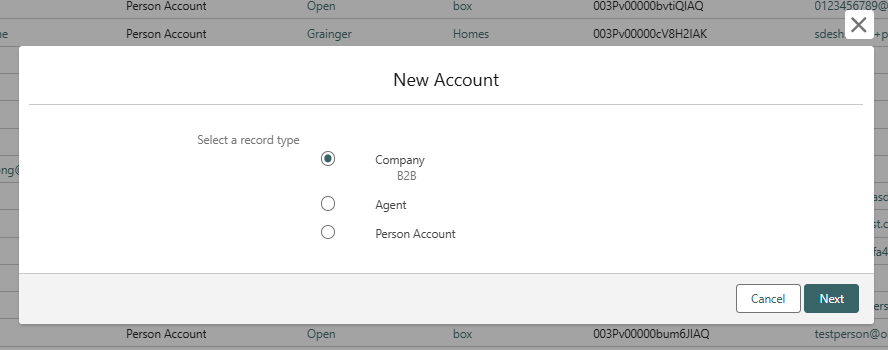 Person Account Open box 003Pv00000bvtiQIAQ 0123456789@
Person Account Grainger Homes 003Pv00000cV8H2IAK
New Account
Select a record type
Company
B2B
Agent
Person Account
Cancel Next
Person Account Open box 003Pv00000bum6JIAQ testperson@o